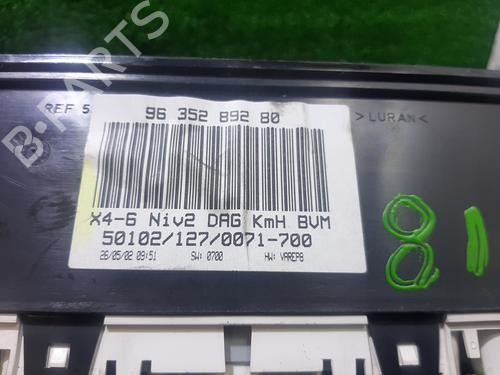 REF 5
96 352 892 80
>LURAN<
X4-6 Niv2 DAG KmH BVM
50102/127/0071-700
26/05/02 09:51 SW: 0700 HW: VAREP8
81
B-PARTS